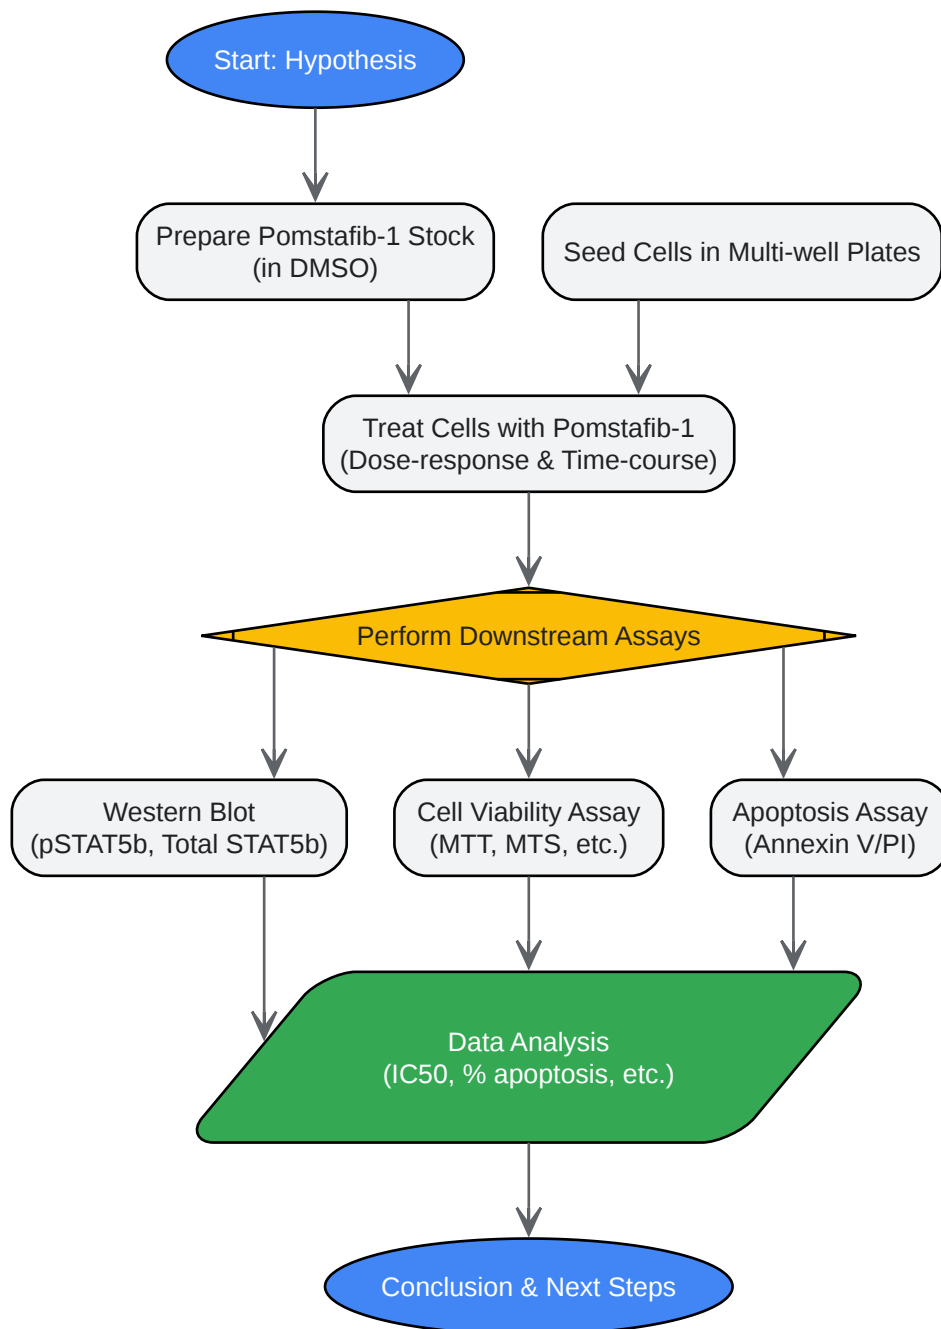 Start: Hypothesis
Prepare Pomstafib-1 Stock
(in DMSO)
Seed Cells in Multi-well Plates
Treat Cells with Pomstafib-1
(Dose-response & Time-course)
Perform Downstream Assays
Western Blot
(pSTAT5b, Total STAT5b)
Cell Viability Assay
(MTT, MTS, etc.)
Apoptosis Assay
(Annexin V/PI)
Data Analysis
(IC50, % apoptosis, etc.)
Conclusion & Next Steps